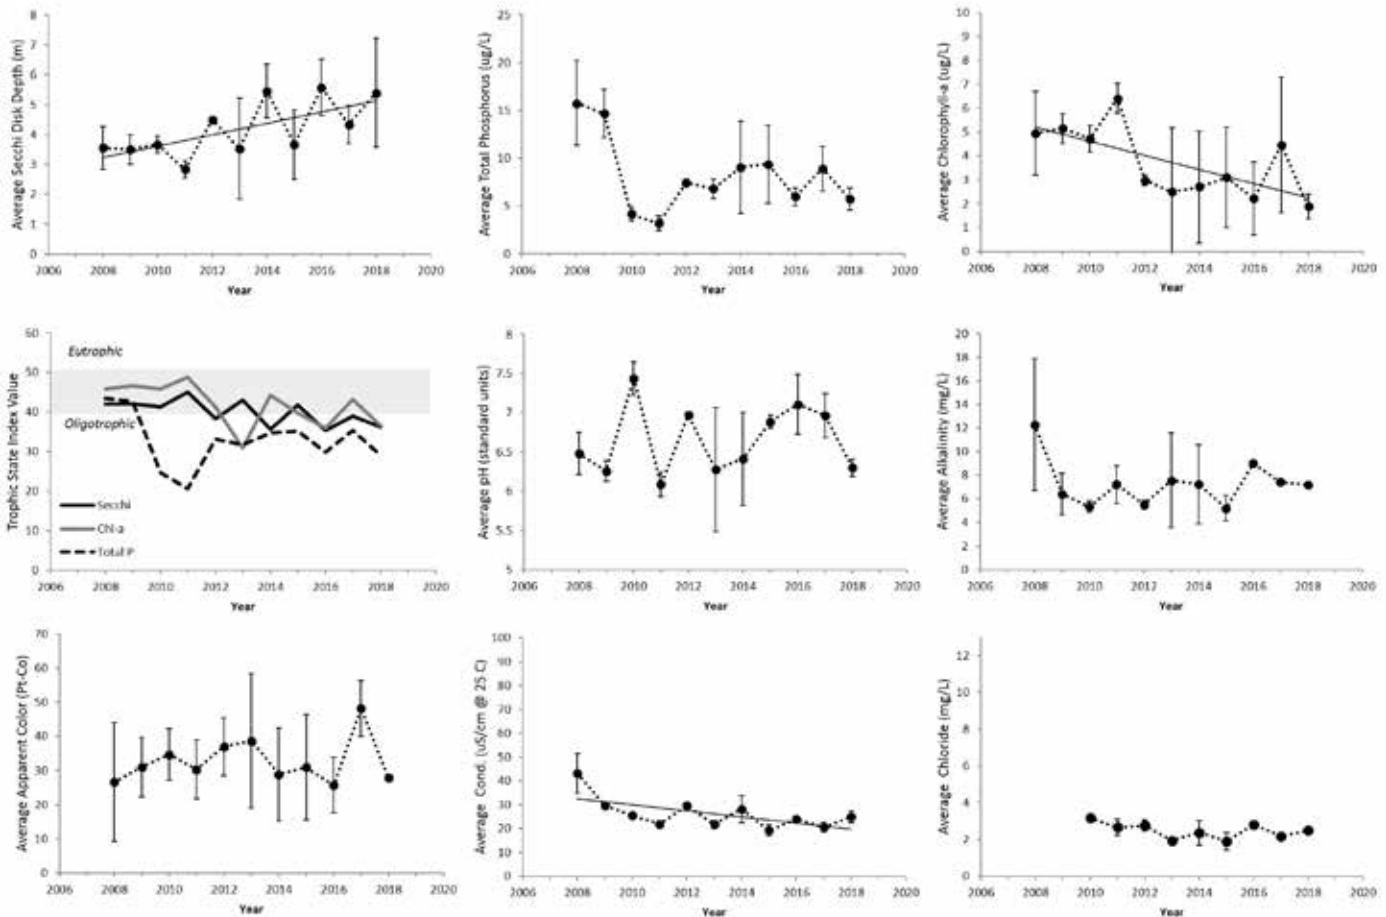 Average Secchi Disk Depth (m)
8
7
6
5
4
3
2
1
0
2006 2008 2010 2012 2014 2016 2018 2020
Year
Average Total Phosphorus (ug/L)
25
20
15
10
5
0
2006 2008 2010 2012 2014 2016 2018 2020
Year
Average Chlorophyll-a (ug/L)
10
9
8
7
6
5
4
3
2
1
0
2006 2008 2010 2012 2014 2016 2018 2020
Year
Trophic State Index Value
60
50
40
30
20
10
0
Eutrophic
Oligotrophic
Secchi
Chl-a
Total P
2006 2008 2010 2012 2014 2016 2018 2020
Year
Average pH (standard units)
8
7.5
7
6.5
6
5.5
5
2006 2008 2010 2012 2014 2016 2018 2020
Year
Average Alkalinity (mg/L)
20
18
16
14
12
10
8
6
4
2
0
2006 2008 2010 2012 2014 2016 2018 2020
Year
Average Apparent Color (Pt-Co)
70
60
50
40
30
20
10
0
2006 2008 2010 2012 2014 2016 2018 2020
Year
Average Cond. (uS/cm @ 25 C)
100
90
80
70
60
50
40
30
20
10
0
2006 2008 2010 2012 2014 2016 2018 2020
Year
Average Chloride (mg/L)
12
10
8
6
4
2
0
2006 2008 2010 2012 2014 2016 2018 2020
Year